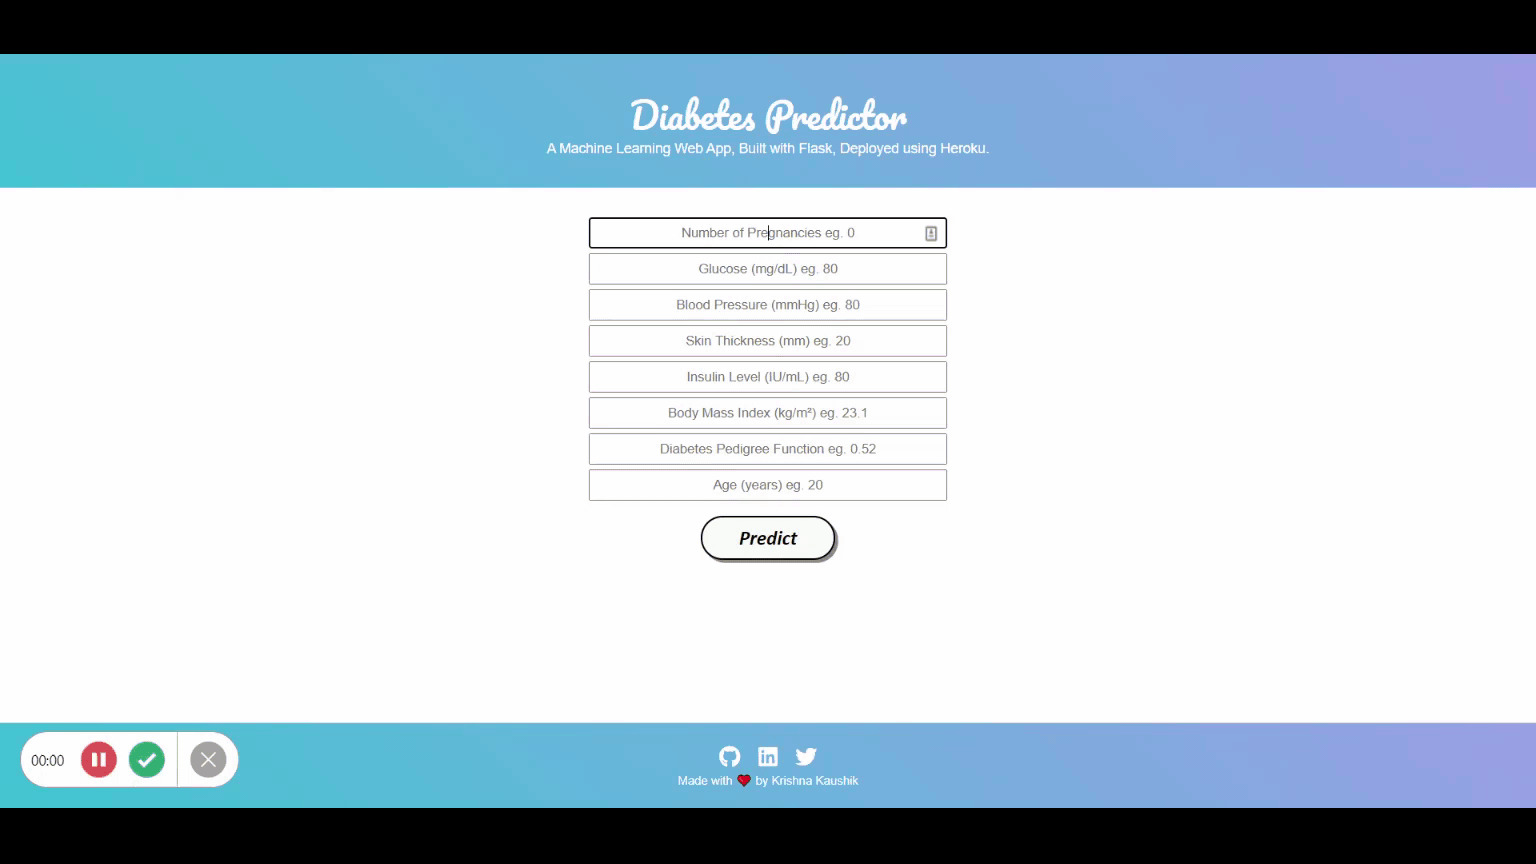 Diabetes Predictor
A Machine Learning Web App, Built with Flask, Deployed using Heroku.
Number of Pregnancies eg. 0
Glucose (mg/dL) eg. 80
Blood Pressure (mmHg) eg. 80
Skin Thickness (mm) eg. 20
Insulin Level (IU/mL) eg. 80
Body Mass Index (kg/m²) eg. 23.1
Diabetes Pedigree Function eg. 0.52
Age (years) eg. 20
Predict
00:00
Made with ❤ by Krishna Kaushik